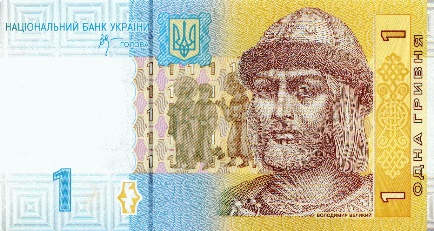 НАЦІОНАЛЬНИЙ БАНК УКРАЇНИ
ГОЛОВА
1
1
1
ОДНА ГРИВНЯ
ВОЛОДИМИР ВЕЛИКИЙ